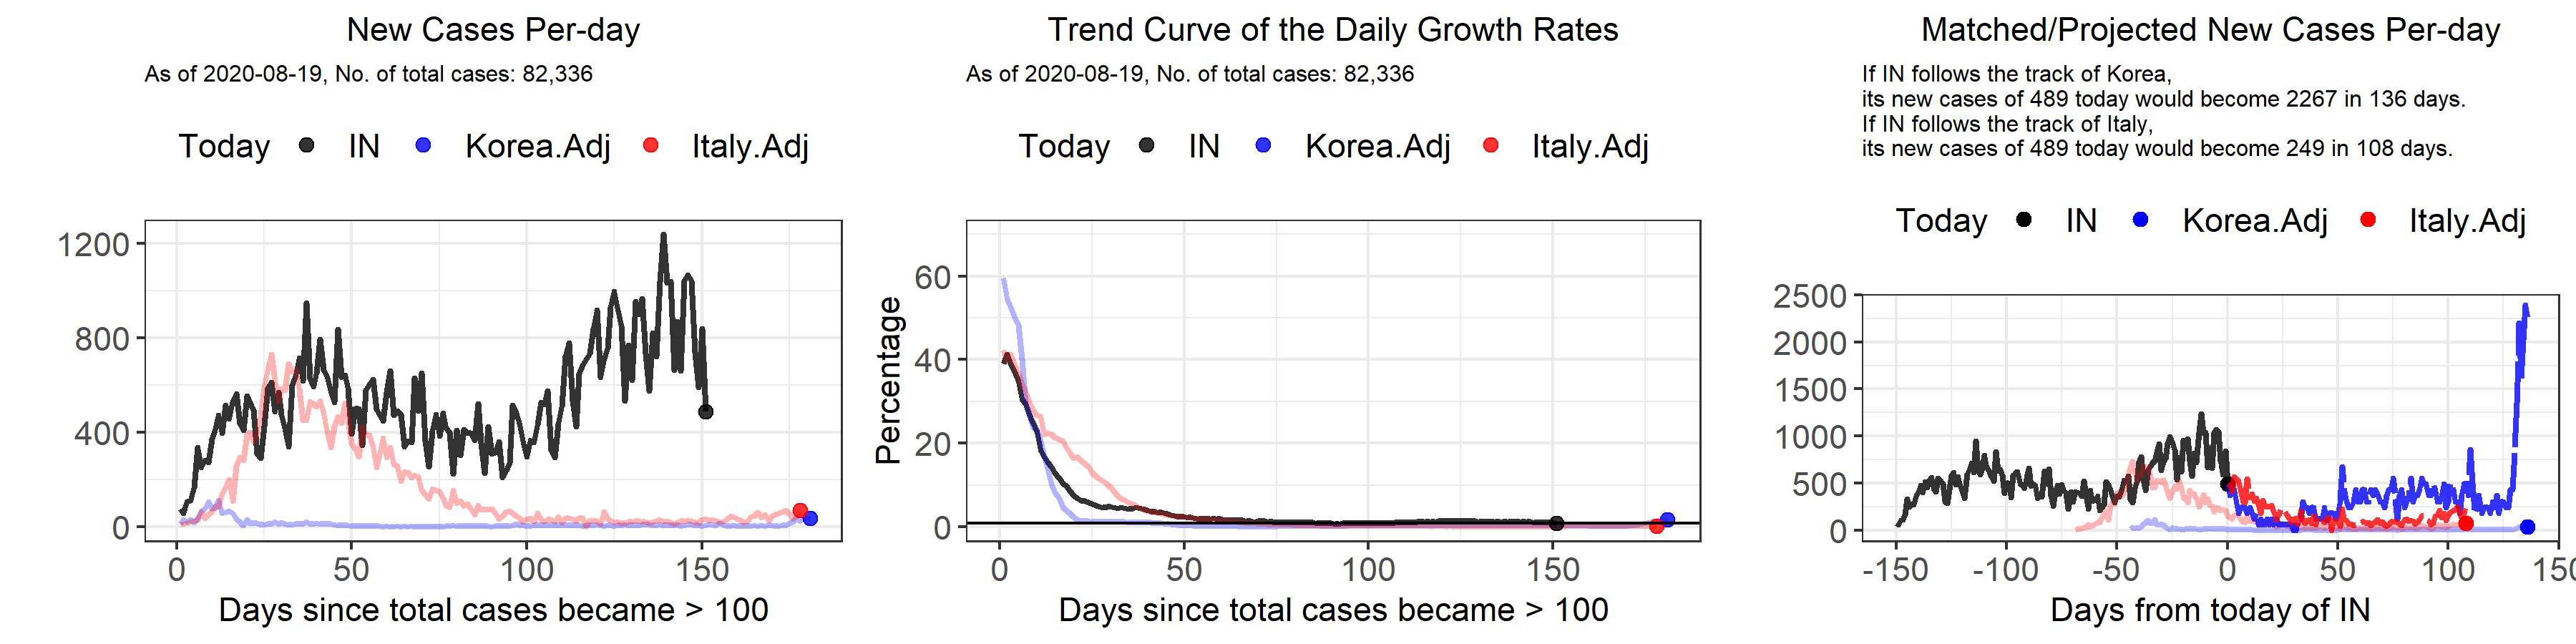 New Cases Per-day
As of 2020-08-19, No. of total cases: 82,336
Today IN Korea.Adj Italy.Adj
1200
800
400
0
0 50 100 150
Days since total cases became > 100
Trend Curve of the Daily Growth Rates
As of 2020-08-19, No. of total cases: 82,336
Today IN Korea.Adj Italy.Adj
Percentage
60
40
20
0
0 50 100 150
Days since total cases became > 100
Matched/Projected New Cases Per-day
If IN follows the track of Korea,
its new cases of 489 today would become 2267 in 136 days.
If IN follows the track of Italy,
its new cases of 489 today would become 249 in 108 days.
Today IN Korea.Adj Italy.Adj
2500
2000
1500
1000
500
0
-150 -100 -50 0 50 100 150
Days from today of IN